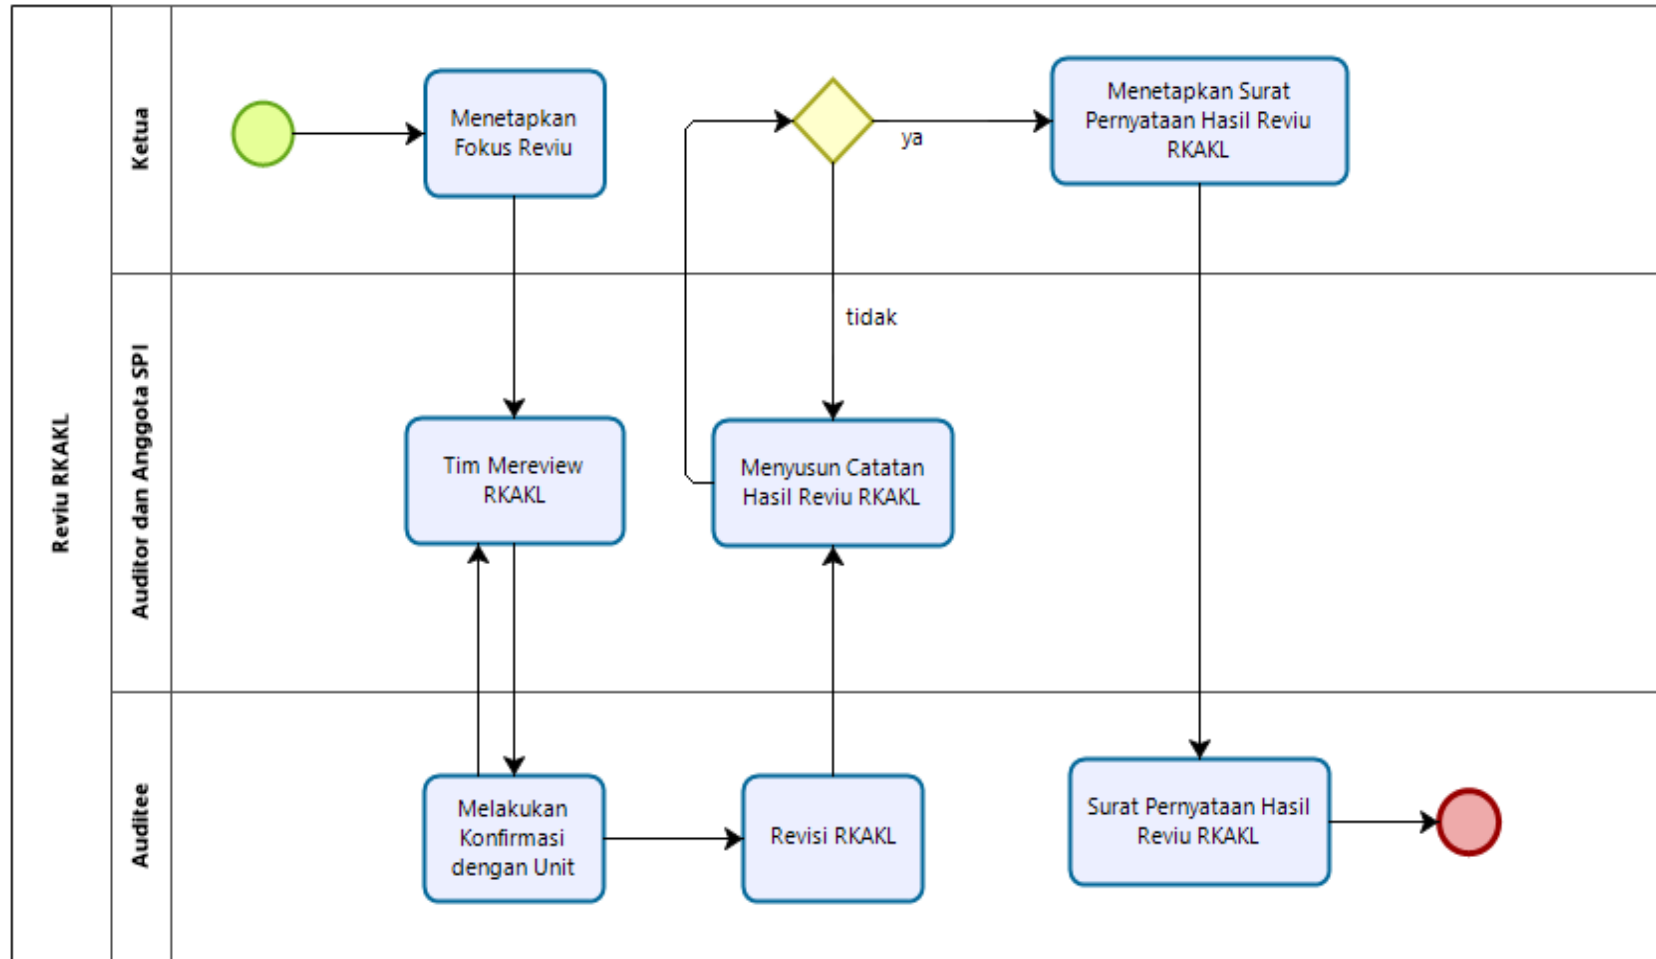 Reviu RKAKL
Ketua
Menetapkan
Fokus Reviu
ya
Menetapkan Surat
Pernyataan Hasil Reviu
RKAKL
Auditor dan Anggota SPI
tidak
Tim Mereview
RKAKL
Menyusun Catatan
Hasil Reviu RKAKL
Auditee
Melakukan
Konfirmasi
dengan Unit
Revisi RKAKL
Surat Pernyataan Hasil
Reviu RKAKL